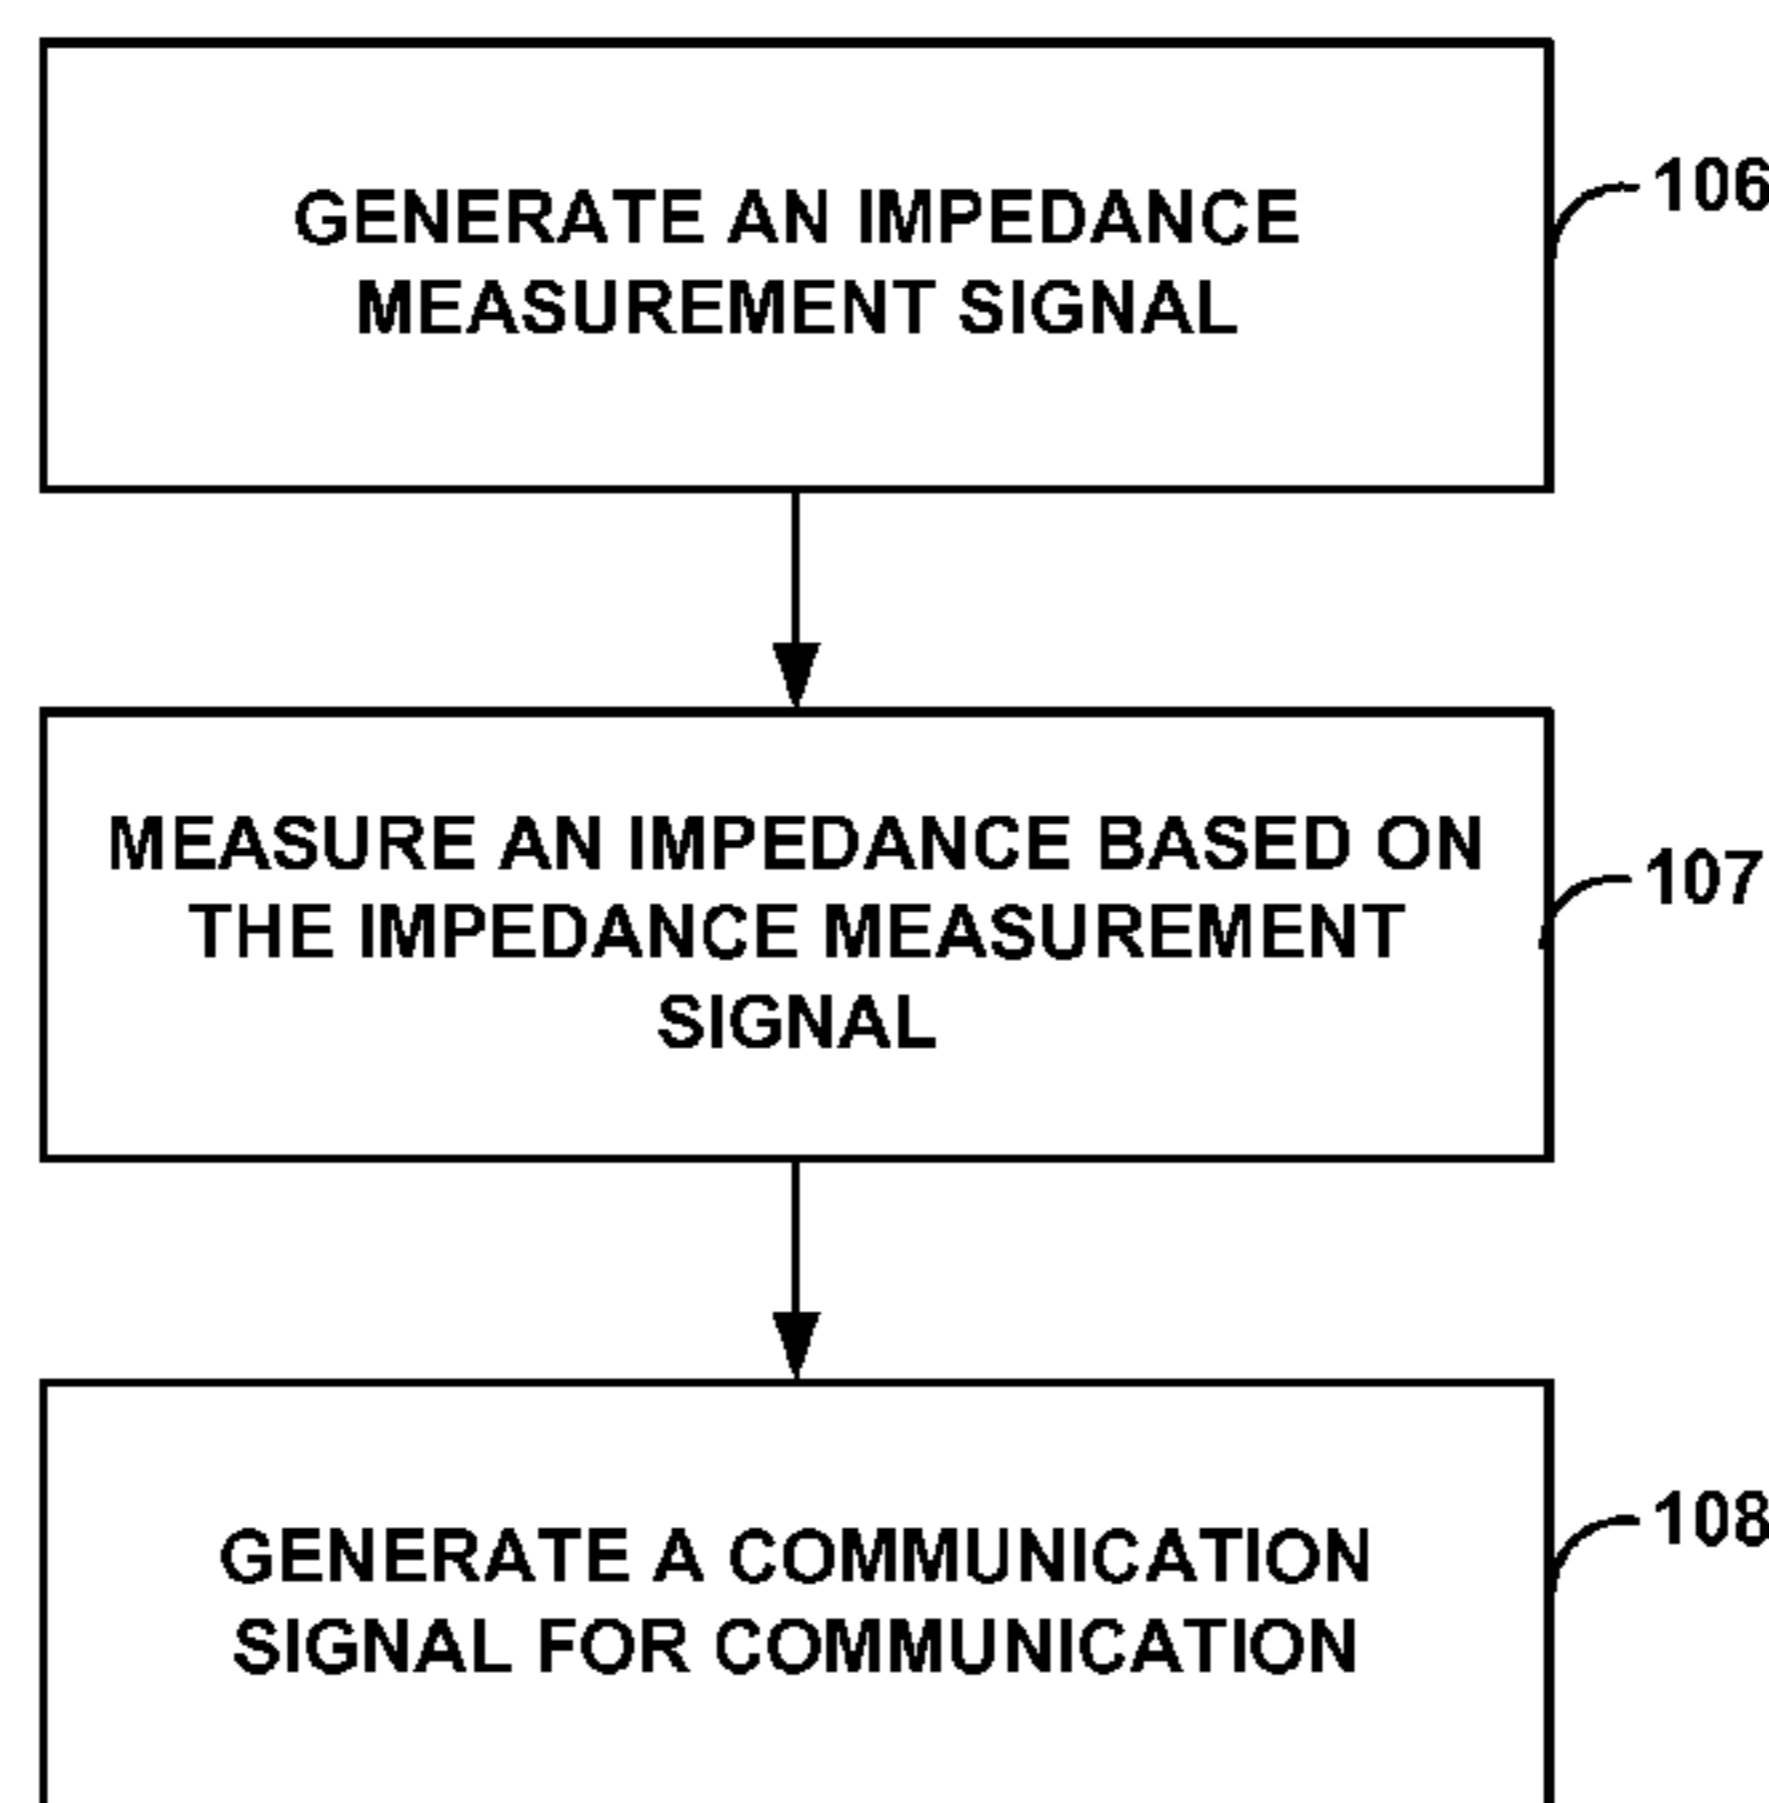 GENERATE AN IMPEDANCE
MEASUREMENT SIGNAL
106
MEASURE AN IMPEDANCE BASED ON
THE IMPEDANCE MEASUREMENT
SIGNAL
107
GENERATE A COMMUNICATION
SIGNAL FOR COMMUNICATION
108